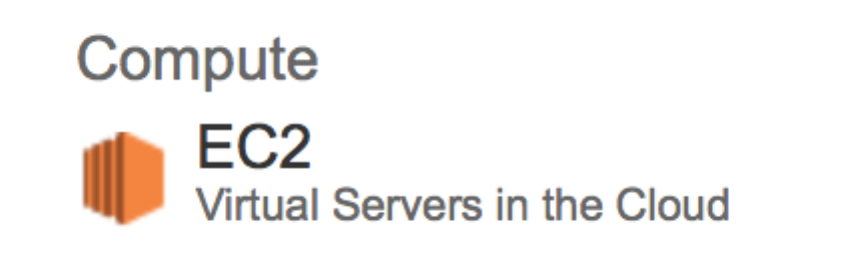 Compute
EC2
Virtual Servers in the Cloud